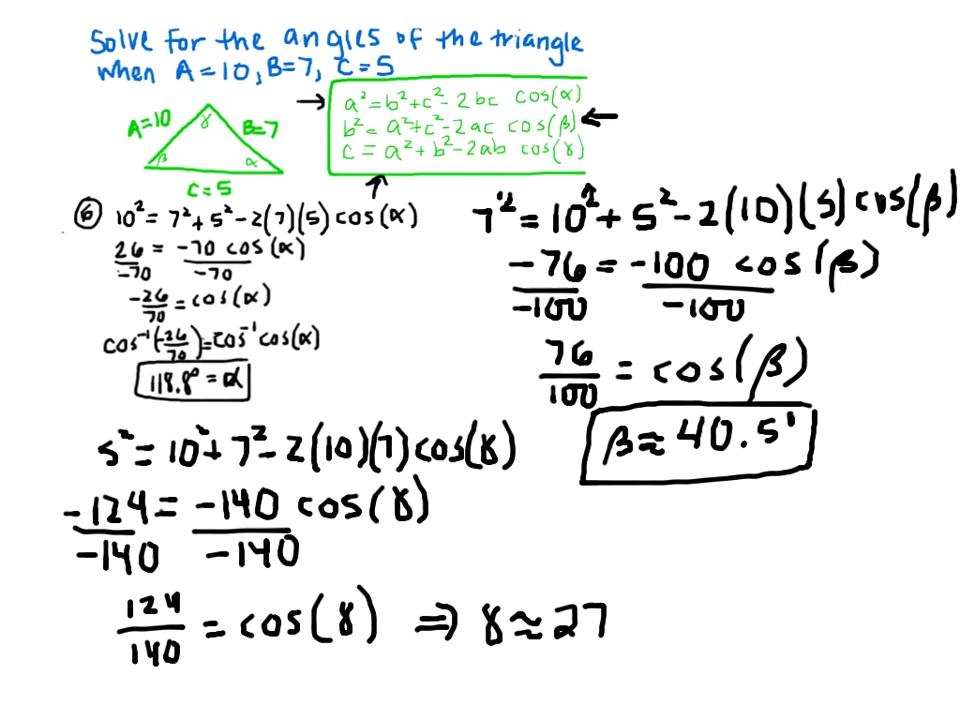 Solve for the angles of the triangle
when A=10, B=7, C=5
A=10
γ
B=7
β
α
C=5
→
a² = b²+c²- 2bc cos(α)
b² = a²+c²-2ac cos(β)
c = a²+b²-2ab cos(γ)
⑥ 10² = 7²+5²-2(7)(5) cos(α)
26 = -70 cos(α)
-70 -70
-26/70 = cos(α)
cos⁻¹(-26/70) = cos⁻¹ cos(α)
118.8° = α
7² = 10² + 5² - 2(10)(5) cos(β)
-76 = -100 cos(β)
-100 -100
76/100 = cos(β)
β ≈ 40.5°
5² = 10² + 7² - 2(10)(7) cos(γ)
-124 = -140 cos(γ)
-140 -140
124/140 = cos(γ) ⇒ γ ≈ 27